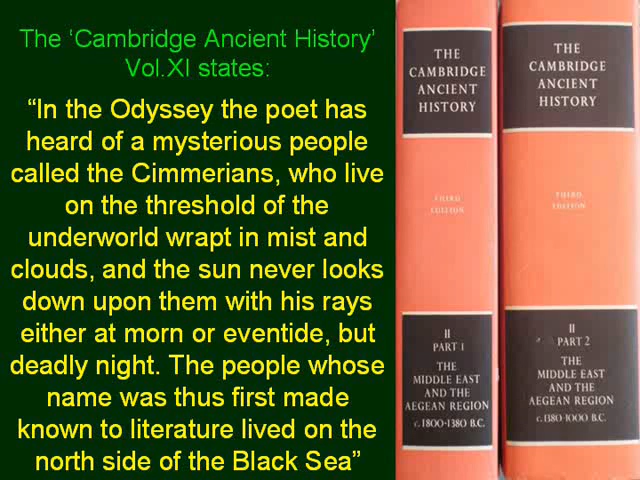 The ‘Cambridge Ancient History’
Vol.XI states:
“In the Odyssey the poet has
heard of a mysterious people
called the Cimmerians, who live
on the threshold of the
underworld wrapt in mist and
clouds, and the sun never looks
down upon them with his rays
either at morn or eventide, but
deadly night. The people whose
name was thus first made
known to literature lived on the
north side of the Black Sea”
THE
CAMBRIDGE
ANCIENT
HISTORY
THIRD
EDITION
II
PART 1
THE
MIDDLE EAST
AND THE
AEGEAN REGION
c. 1800-1380 B.C.
THE
CAMBRIDGE
ANCIENT
HISTORY
THIRD
EDITION
II
PART 2
THE
MIDDLE EAST
AND THE
AEGEAN REGION
c. 1380-1000 B.C.